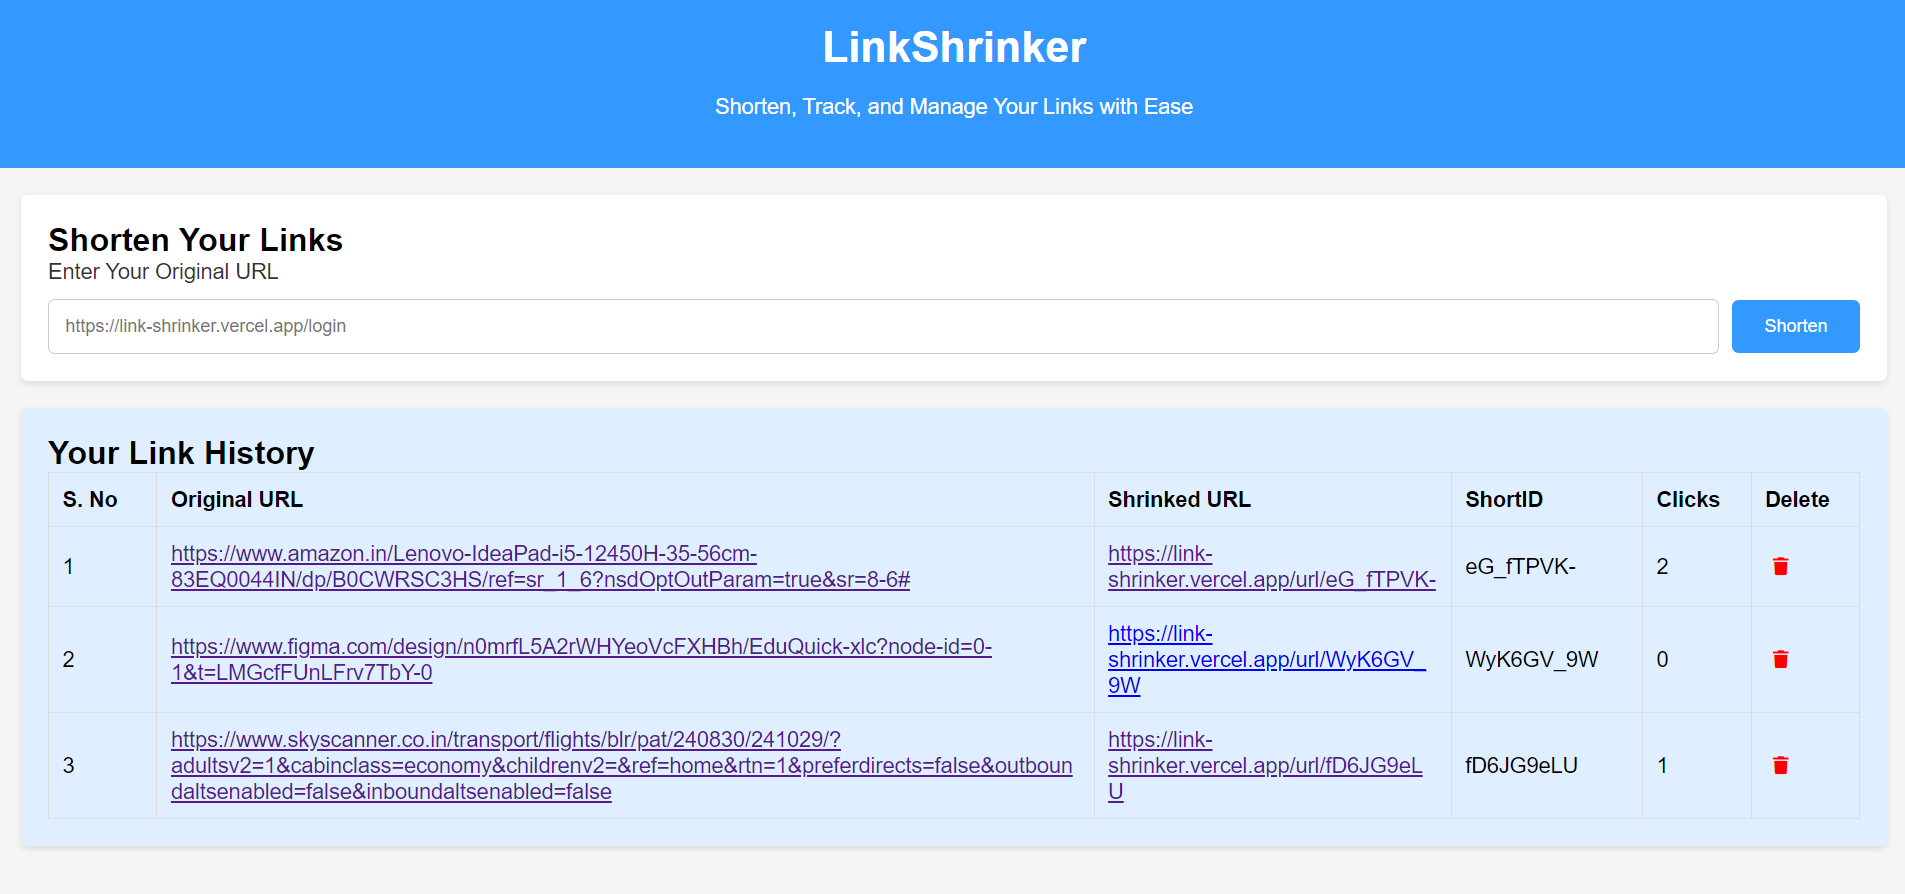 LinkShrinker
Shorten, Track, and Manage Your Links with Ease
Shorten Your Links
Enter Your Original URL
https://link-shrinker.vercel.app/login
Shorten
Your Link History
S. No Original URL Shrinked URL ShortID Clicks Delete
1
https://www.amazon.in/Lenovo-IdeaPad-i5-12450H-35-56cm-
83EQ0044IN/dp/B0CWRSC3HS/ref=sr_1_6?nsdOptOutParam=true&sr=8-6#
https://link-
shrinker.vercel.app/url/eG_fTPVK-
eG_fTPVK-
2
2
https://www.figma.com/design/n0mrfL5A2rWHYeoVcFXHBh/EduQuick-xlc?node-id=0-
1&t=LMGcfFUnLFrv7TbY-0
https://link-
shrinker.vercel.app/url/WyK6GV_
9W
WyK6GV_9W
0
3
https://www.skyscanner.co.in/transport/flights/blr/pat/240830/241029/?
adultsv2=1&cabinclass=economy&childrenv2=&ref=home&rtn=1&preferdirects=false&outboun
daltsenabled=false&inboundaltsenabled=false
https://link-
shrinker.vercel.app/url/fD6JG9eL
U
fD6JG9eLU
1